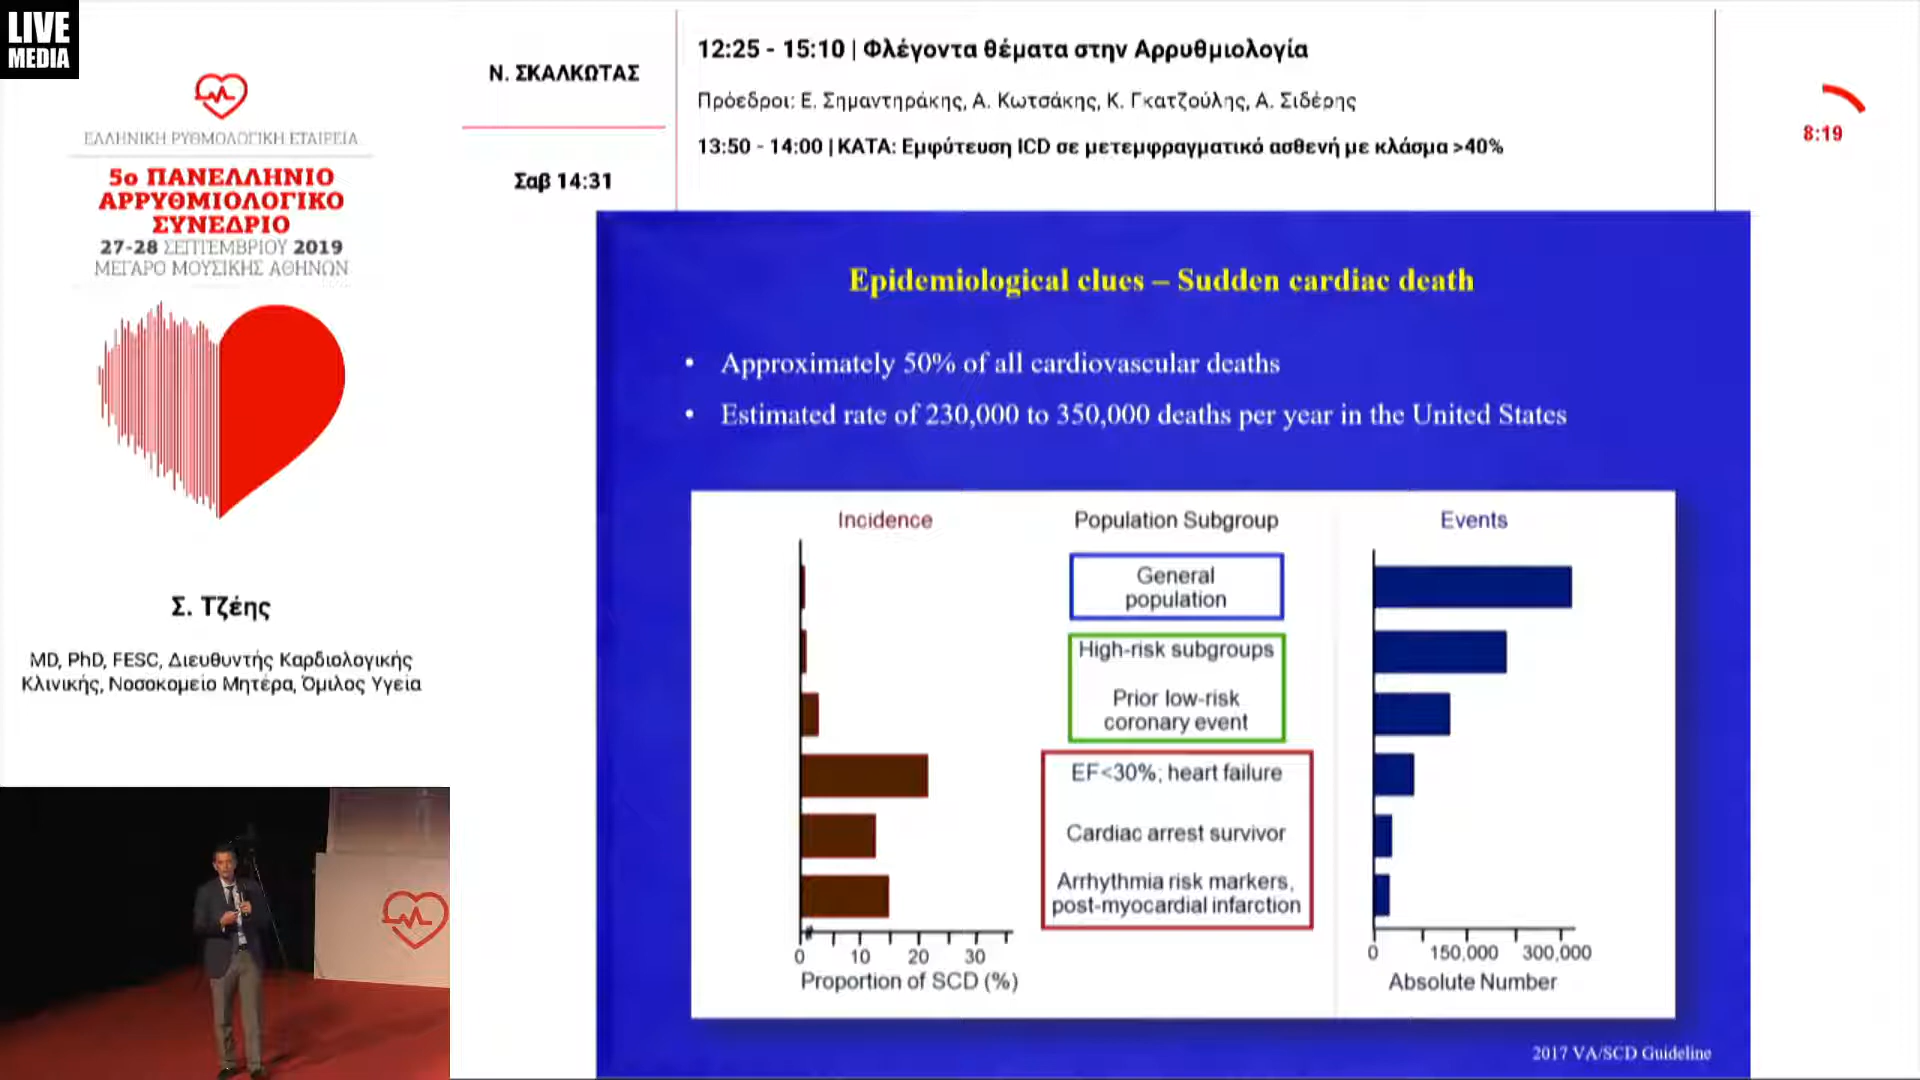 LIVE
MEDIA
ΕΛΛΗΝΙΚΗ ΡΥΘΜΟΛΟΓΙΚΗ ΕΤΑΙΡΕΙΑ
5ο ΠΑΝΕΛΛΗΝΙΟ
ΑΡΡΥΘΜΙΟΛΟΓΙΚΟ
ΣΥΝΕΔΡΙΟ
27-28 ΣΕΠΤΕΜΒΡΙΟΥ 2019
ΜΕΓΑΡΟ ΜΟΥΣΙΚΗΣ ΑΘΗΝΩΝ
Σ. Τζέης
MD, PhD, FESC, Διευθυντής Καρδιολογικής
Κλινικής, Νοσοκομείο Μητέρα, Όμιλος Υγεία
Ν. ΣΚΑΛΚΩΤΑΣ
Σαβ 14:31
12:25 - 15:10 | Φλέγοντα θέματα στην Αρρυθμιολογία
Πρόεδροι: Ε. Σημαντηράκης, Α. Κωτσάκης, Κ. Γκατζούλης, Α. Σιδέρης
13:50 - 14:00 | ΚΑΤΑ: Εμφύτευση ICD σε μετεμφραγματικό ασθενή με κλάσμα >40%
8:19
Epidemiological clues – Sudden cardiac death
• Approximately 50% of all cardiovascular deaths
• Estimated rate of 230,000 to 350,000 deaths per year in the United States
Incidence
Population Subgroup
Events
General
population
High-risk subgroups
Prior low-risk
coronary event
EF<30%; heart failure
Cardiac arrest survivor
Arrhythmia risk markers,
post-myocardial infarction
0 10 20 30
Proportion of SCD (%)
0 150,000 300,000
Absolute Number
2017 VA/SCD Guideline